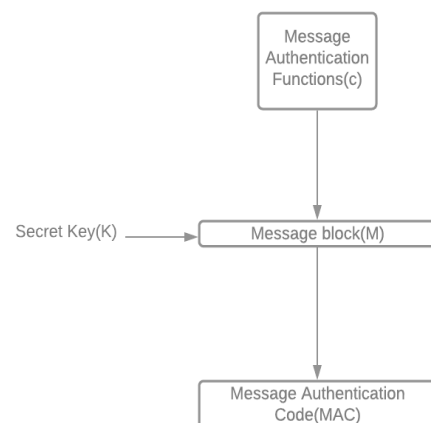 Message
Authentication
Functions(c)
Secret Key(K)
Message block(M)
Message Authentication
Code(MAC)